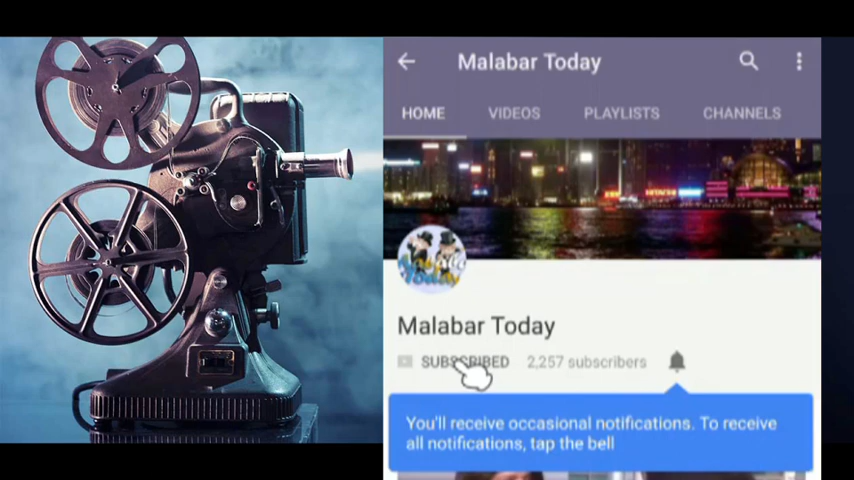 Malabar Today
HOME VIDEOS PLAYLISTS CHANNELS
Malabar Today
SUBSCRIBED 2,257 subscribers
You'll receive occasional notifications. To receive
all notifications, tap the bell